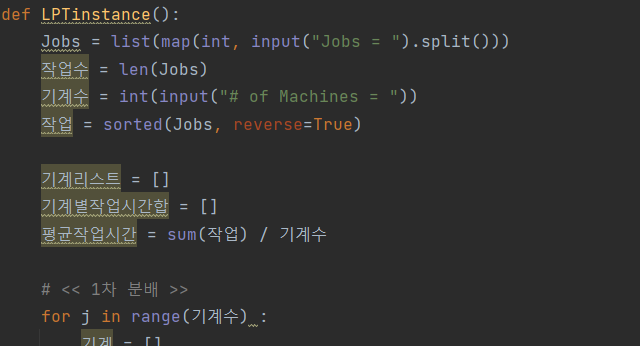 def LPTinstance():
    Jobs = list(map(int, input("Jobs = ").split()))
    작업수 = len(Jobs)
    기계수 = int(input("# of Machines = "))
    작업 = sorted(Jobs, reverse=True)

    기계리스트 = []
    기계별작업시간합 = []
    평균작업시간 = sum(작업) / 기계수

    # << 1차 분배 >>
    for j in range(기계수) :
        기계 = []